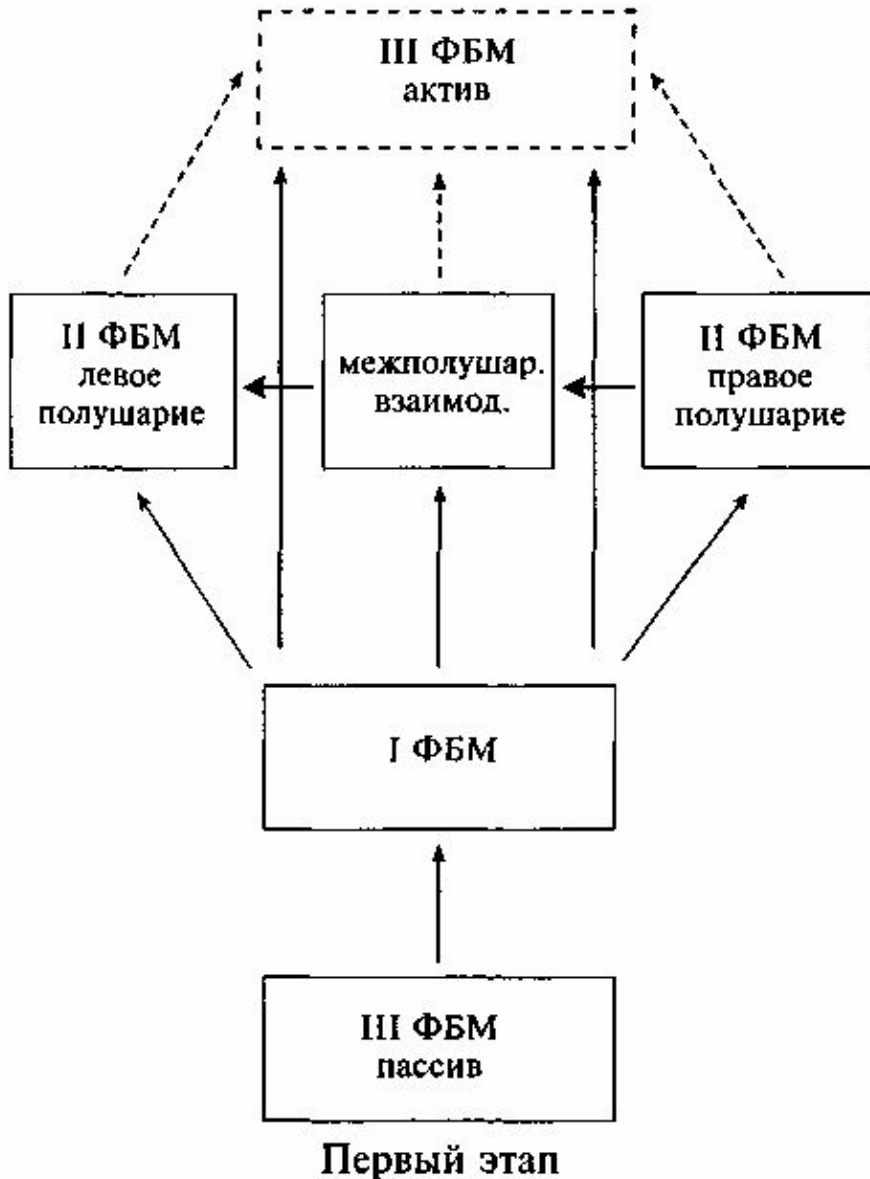 III ФБМ
актив
II ФБМ
левое
полушарие
межполушар.
взаимод.
II ФБМ
правое
полушарие
I ФБМ
III ФБМ
пассив
Первый этап